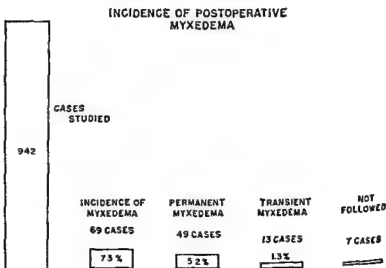 INCIDENCE OF POSTOPERATIVE
MYXEDEMA
CASES
STUDIED
942
INCIDENCE OF
MYXEDEMA
69 CASES
7 3 %
PERMANENT
MYXEDEMA
49 CASES
5 2 %
TRANSIENT
MYXEDEMA
13 CASES
1.3 %
NOT
FOLLOWED
7 CASES